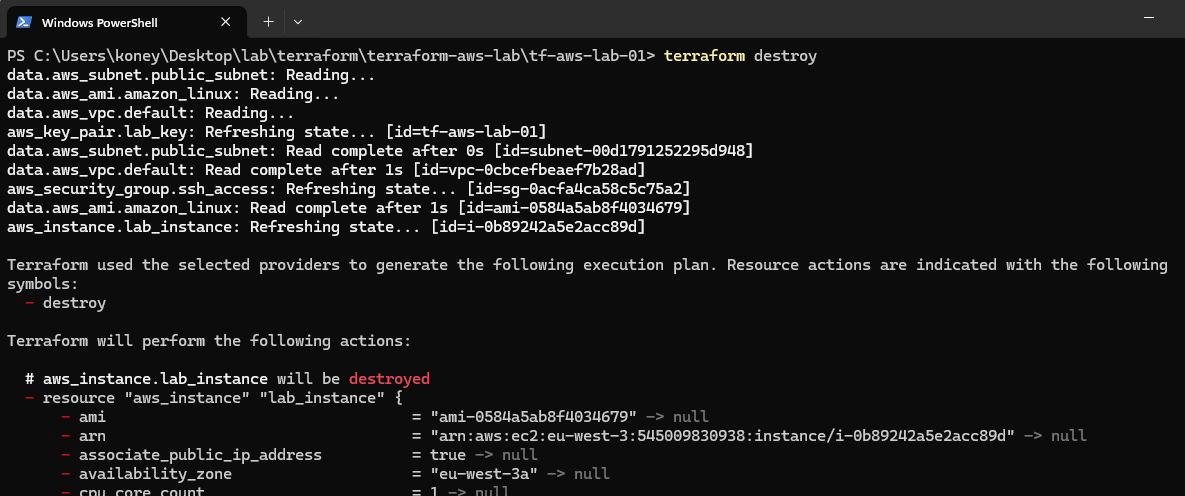 Windows PowerShell
PS C:\Users\koney\Desktop\lab\terraform\terraform-aws-lab\tf-aws-lab-01> terraform destroy
data.aws_subnet.public_subnet: Reading...
data.aws_ami.amazon_linux: Reading...
data.aws_vpc.default: Reading...
aws_key_pair.lab_key: Refreshing state... [id=tf-aws-lab-01]
data.aws_subnet.public_subnet: Read complete after 0s [id=subnet-00d1791252295d948]
data.aws_vpc.default: Read complete after 1s [id=vpc-0cbcefbeaef7b28ad]
aws_security_group.ssh_access: Refreshing state... [id=sg-0acfa4ca58c5c75a2]
data.aws_ami.amazon_linux: Read complete after 1s [id=ami-0584a5ab8f4034679]
aws_instance.lab_instance: Refreshing state... [id=i-0b89242a5e2acc89d]
Terraform used the selected providers to generate the following execution plan. Resource actions are indicated with the following
symbols:
- destroy
Terraform will perform the following actions:
# aws_instance.lab_instance will be destroyed
- resource "aws_instance" "lab_instance" {
- ami = "ami-0584a5ab8f4034679" -> null
- arn = "arn:aws:ec2:eu-west-3:545009830938:instance/i-0b89242a5e2acc89d" -> null
- associate_public_ip_address = true -> null
- availability_zone = "eu-west-3a" -> null
- cpu_core_count = 1 -> null